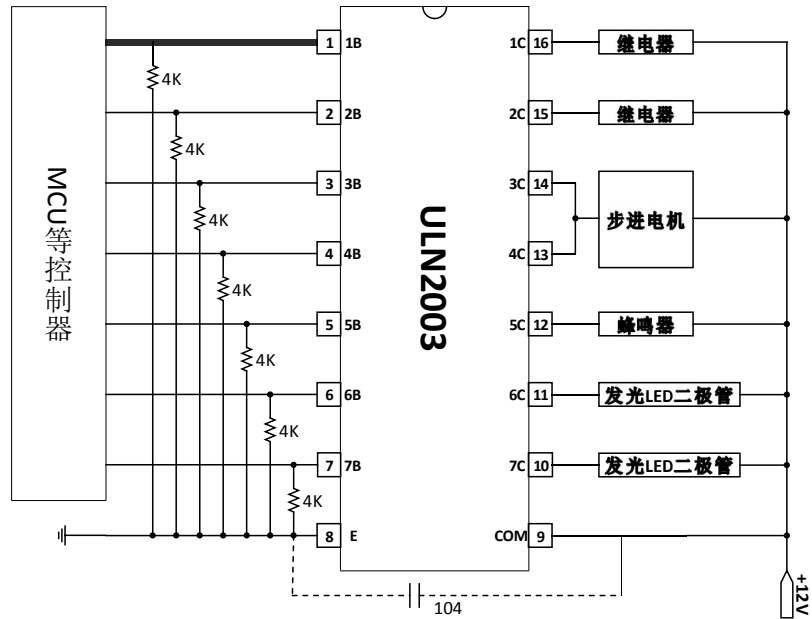 MCU等控制器
4K
4K
4K
4K
4K
4K
4K
1 1B
2 2B
3 3B
4 4B
5 5B
6 6B
7 7B
8 E
ULN2003
1C 16
2C 15
3C 14
4C 13
5C 12
6C 11
7C 10
COM 9
继电器
继电器
步进电机
蜂鸣器
发光LED二极管
发光LED二极管
104
+12V